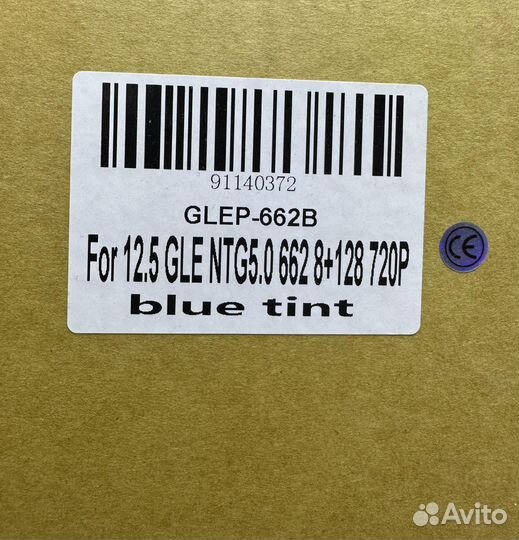 91140372
GLEP-662B
For 12.5 GLE NTG5.0 662 8+128 720P
blue tint
CE
Avito